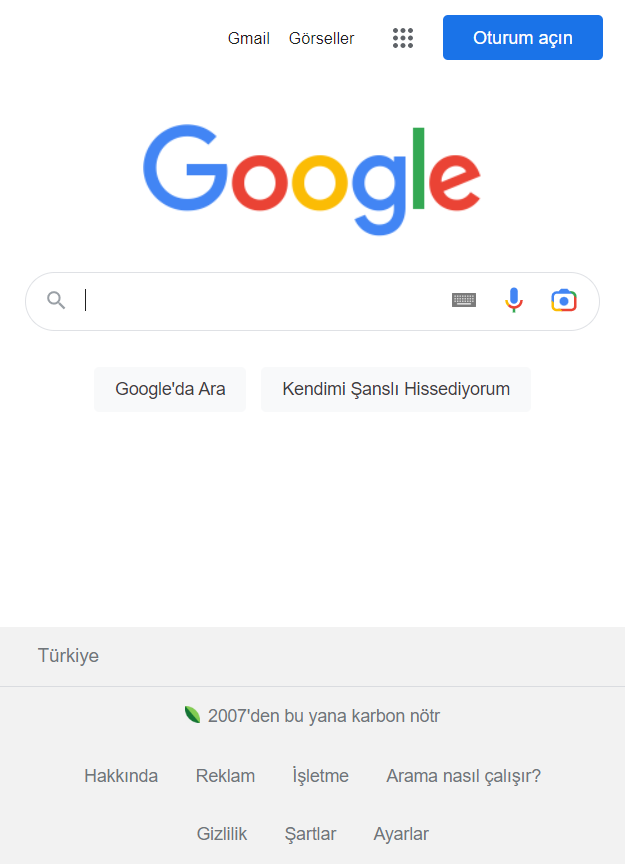 Gmail Görseller Oturum açın
Google
Google'da Ara Kendimi Şanslı Hissediyorum
Türkiye
2007'den bu yana karbon nötr
Hakkında Reklam İşletme Arama nasıl çalışır?
Gizlilik Şartlar Ayarlar